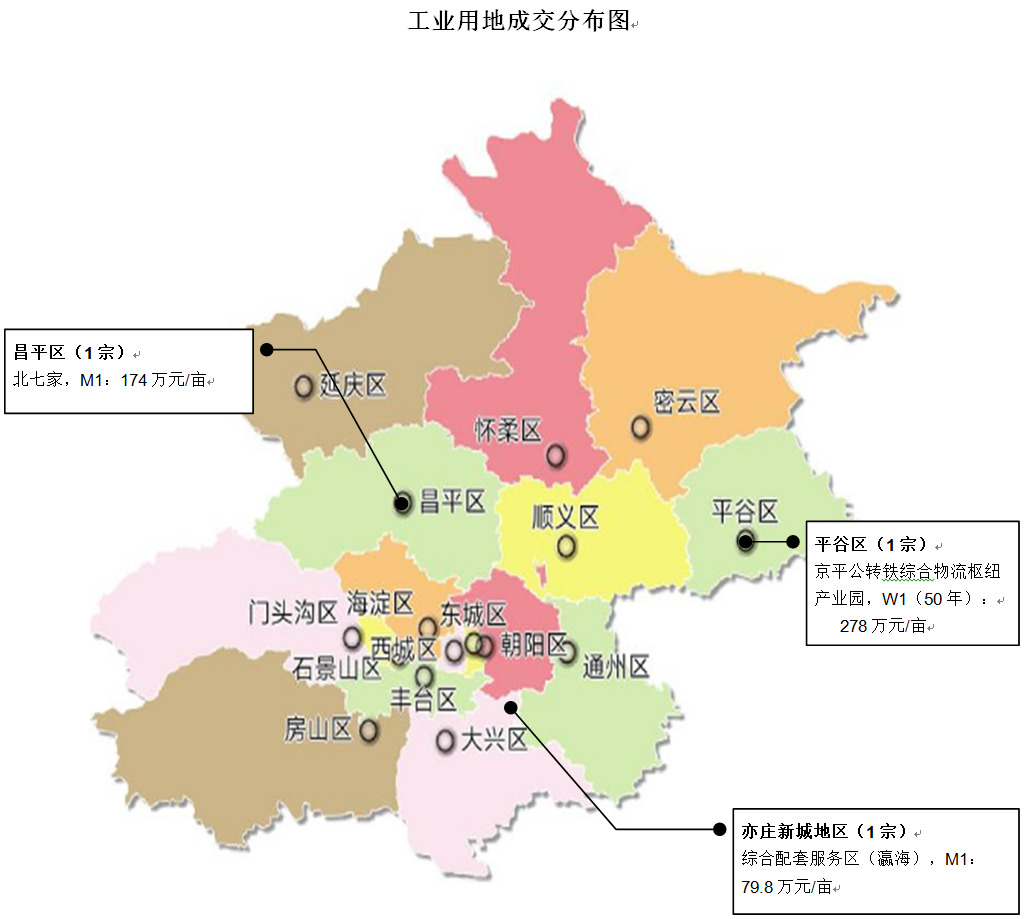 工业用地成交分布图
昌平区（1宗）
北七家，M1：174万元/亩
延庆区
密云区
怀柔区
昌平区
顺义区
平谷区
平谷区（1宗）
京平公转铁综合物流枢纽
产业园，W1（50年）：
278万元/亩
门头沟区
海淀区
东城区
西城区
朝阳区
石景山区
通州区
丰台区
房山区
大兴区
亦庄新城地区（1宗）
综合配套服务区（瀛海），M1：
79.8万元/亩